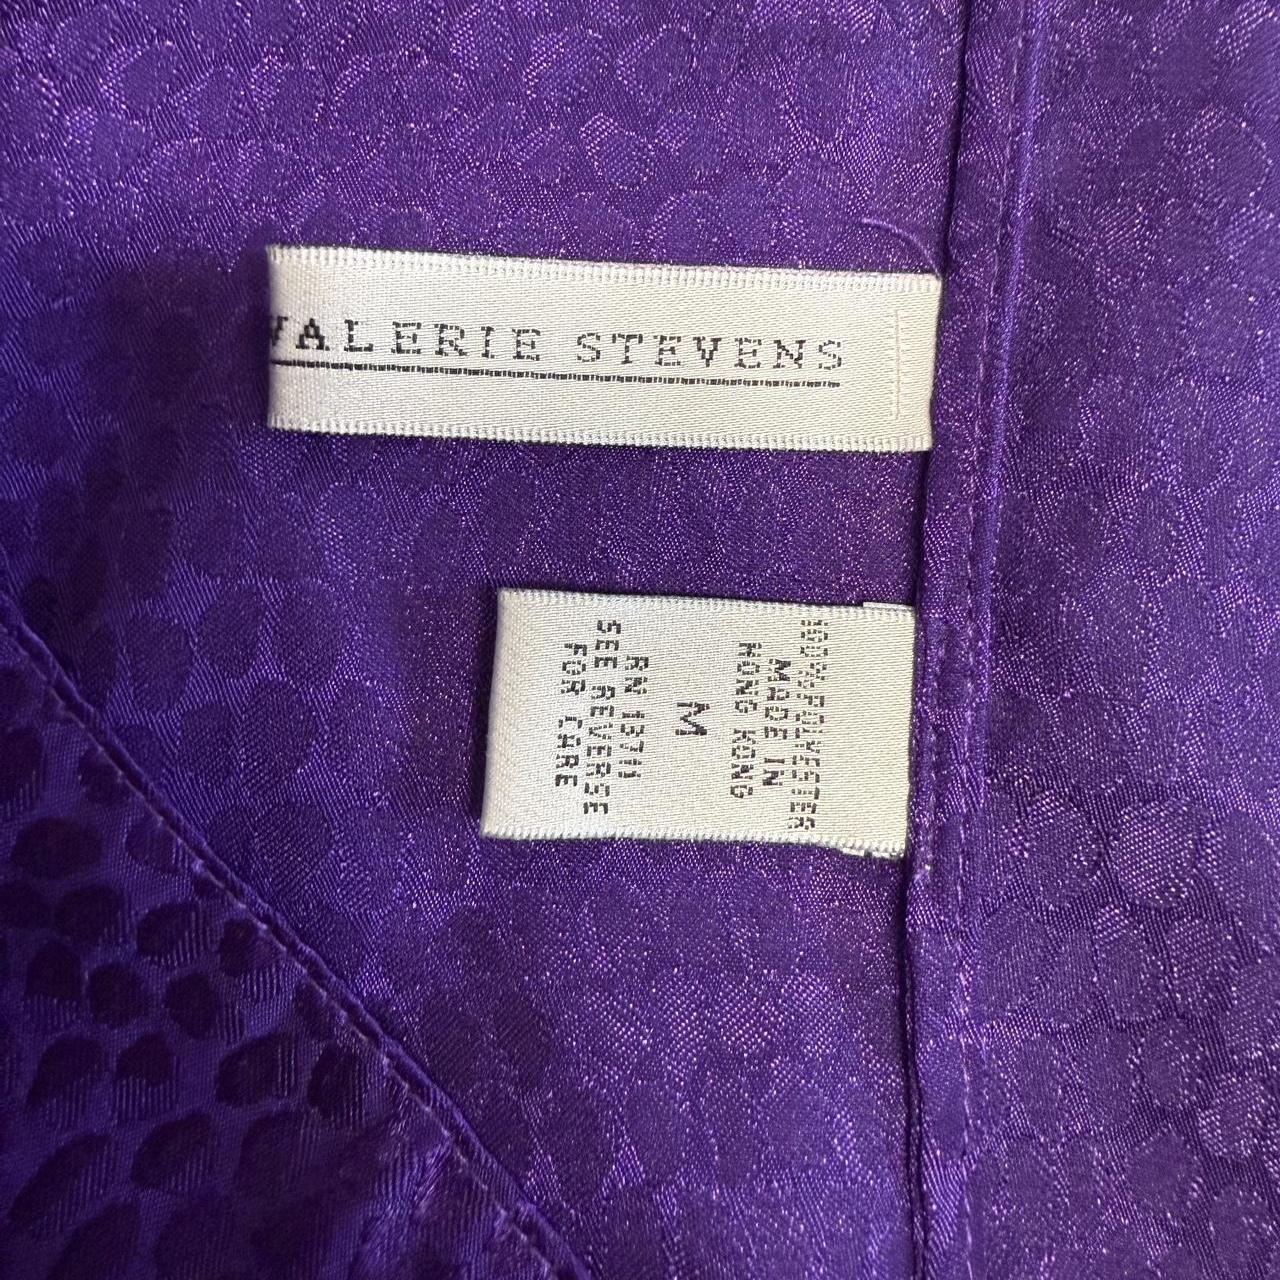 VALERIE STEVENS
100% POLYESTER
MADE IN
HONG KONG
M
RN 13711
SEE REVERSE
FOR CARE